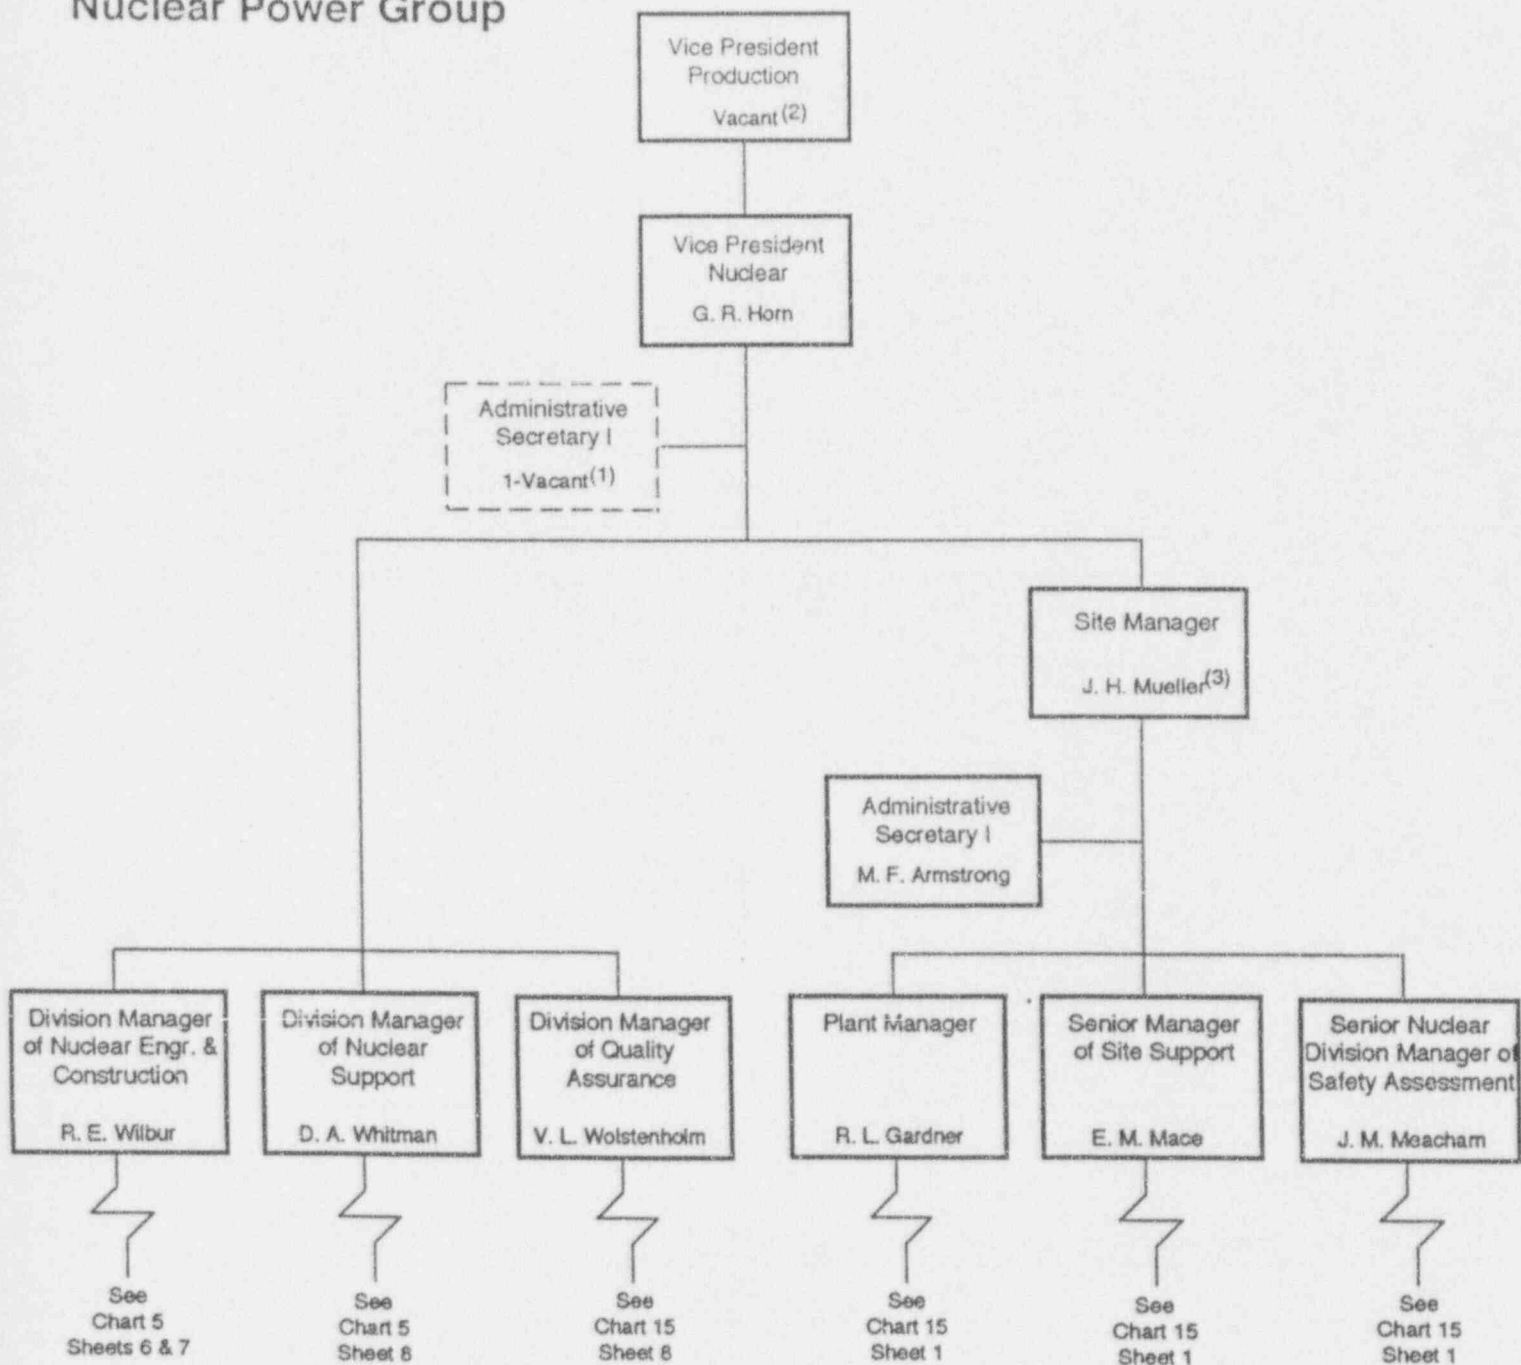 Nuclear Power Group
Vice President
Production
Vacant(2)
Vice President
Nuclear
G. R. Horn
Administrative
Secretary I
1-Vacant(1)
Site Manager
J. H. Mueller(3)
Administrative
Secretary I
M. F. Armstrong
Division Manager
of Nuclear Engr. &
Construction
R. E. Wilbur
Division Manager
of Nuclear
Support
D. A. Whitman
Division Manager
of Quality
Assurance
V. L. Wolstenholm
Plant Manager
R. L. Gardner
Senior Manager
of Site Support
E. M. Mace
Senior Nuclear
Division Manager of
Safety Assessment
J. M. Meacham
See
Chart 5
Sheets 6 & 7
See
Chart 5
Sheet 8
See
Chart 15
Sheet 8
See
Chart 15
Sheet 1
See
Chart 15
Sheet 1
See
Chart 15
Sheet 1